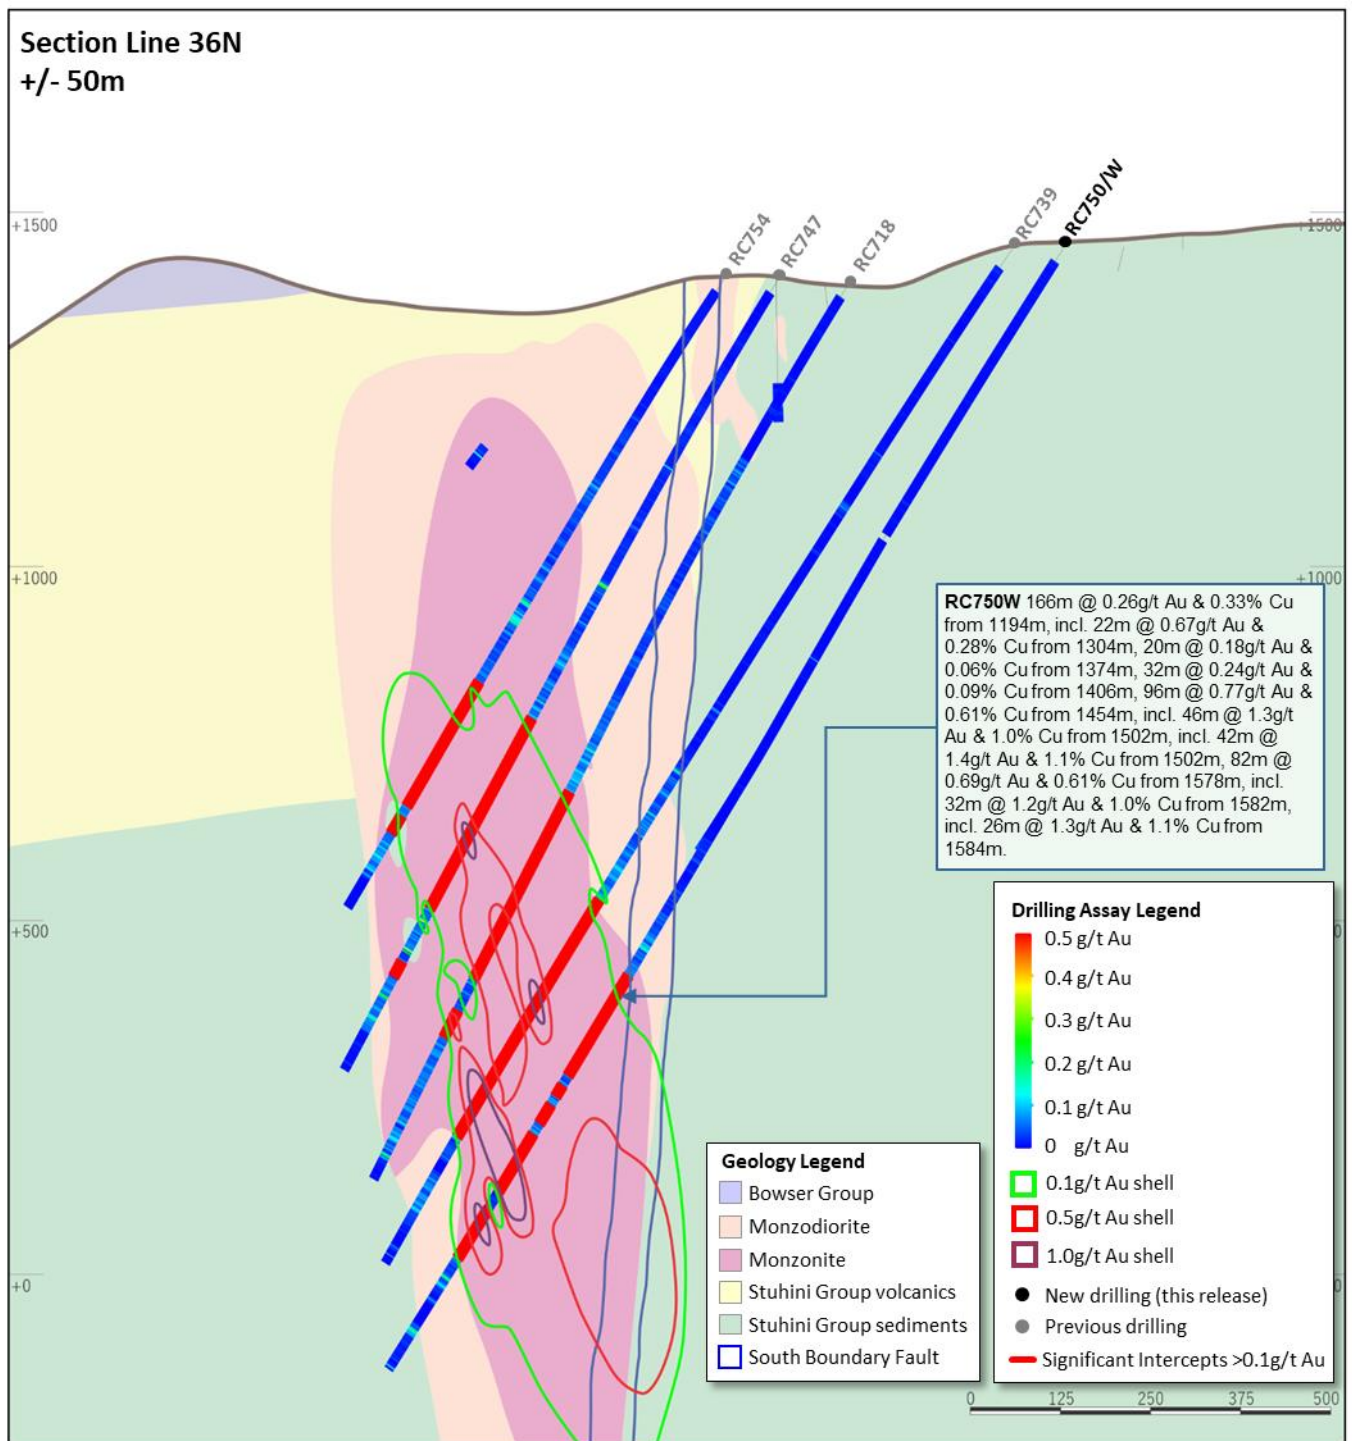 Section Line 36N
+/- 50m
+1500
+1500
RC754
RC747
RC718
RC739
RC750/W
+1000
+1000
RC750W 166m @ 0.26g/t Au & 0.33% Cu
from 1194m, incl. 22m @ 0.67g/t Au &
0.28% Cu from 1304m, 20m @ 0.18g/t Au &
0.06% Cu from 1374m, 32m @ 0.24g/t Au &
0.09% Cu from 1406m, 96m @ 0.77g/t Au &
0.61% Cu from 1454m, incl. 46m @ 1.3g/t
Au & 1.0% Cu from 1502m, incl. 42m @
1.4g/t Au & 1.1% Cu from 1502m, 82m @
0.69g/t Au & 0.61% Cu from 1578m, incl.
32m @ 1.2g/t Au & 1.0% Cu from 1582m,
incl. 26m @ 1.3g/t Au & 1.1% Cu from
1584m.
+500
0
Drilling Assay Legend
0.5 g/t Au
0.4 g/t Au
0.3 g/t Au
0.2 g/t Au
0.1 g/t Au
0 g/t Au
0.1g/t Au shell
0.5g/t Au shell
1.0g/t Au shell
New drilling (this release)
Previous drilling
Significant Intercepts >0.1g/t Au
Geology Legend
Bowser Group
Monzodiorite
Monzonite
Stuhini Group volcanics
Stuhini Group sediments
South Boundary Fault
+0
0
0 125 250 375 500